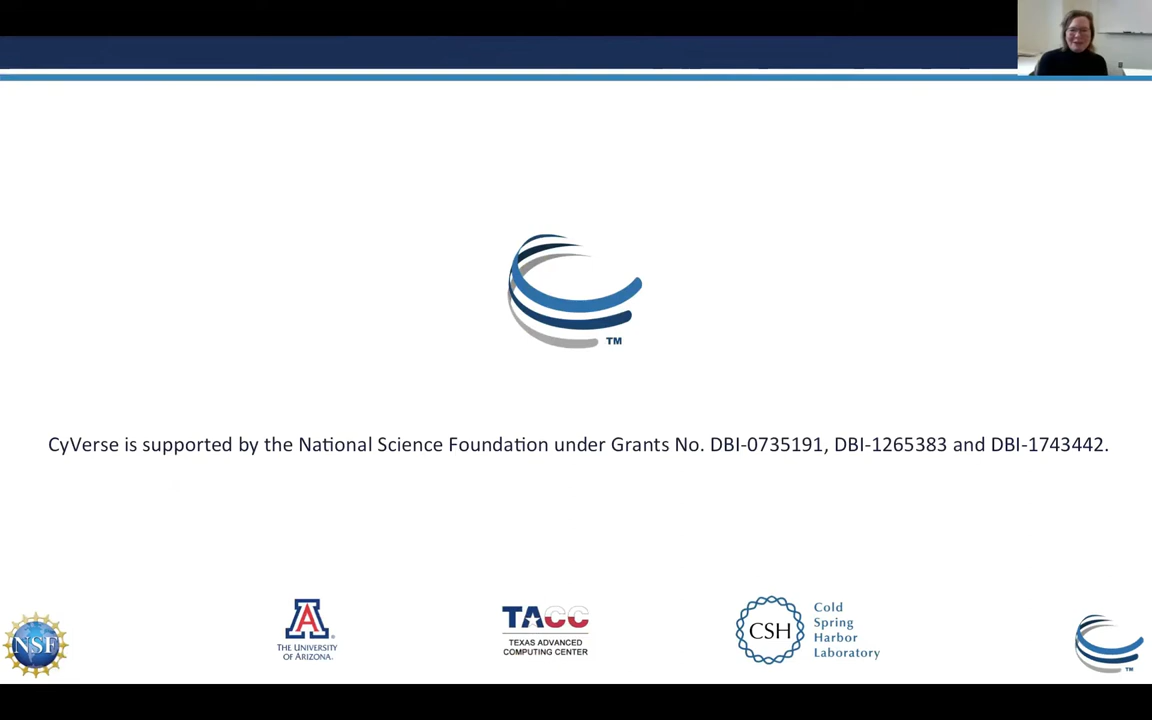 TM
CyVerse is supported by the National Science Foundation under Grants No. DBI-0735191, DBI-1265383 and DBI-1743442.
NSF
A
THE UNIVERSITY
OF ARIZONA.
TACC
TEXAS ADVANCED
COMPUTING CENTER
CSH
Cold
Spring
Harbor
Laboratory
TM